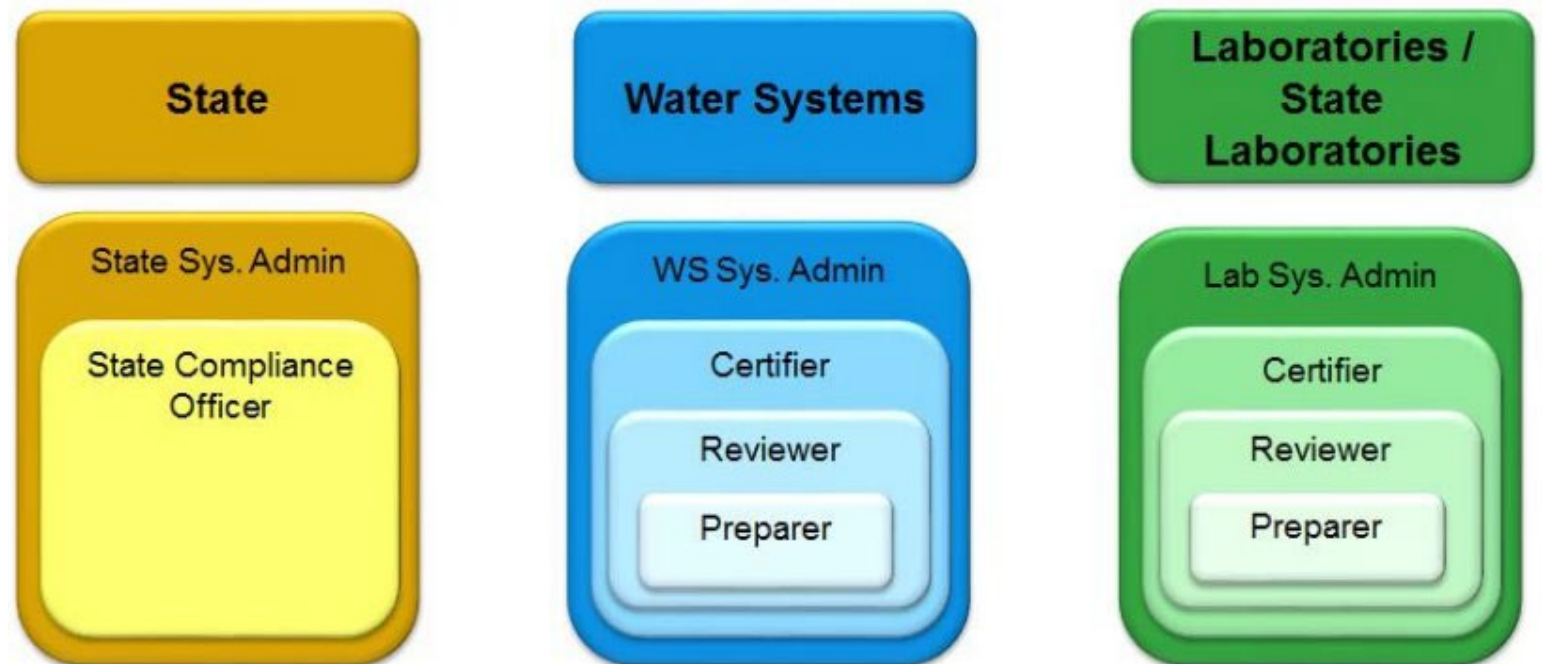 State
Water Systems
Laboratories /
State
Laboratories
State Sys. Admin
State Compliance
Officer
WS Sys. Admin
Certifier
Reviewer
Preparer
Lab Sys. Admin
Certifier
Reviewer
Preparer